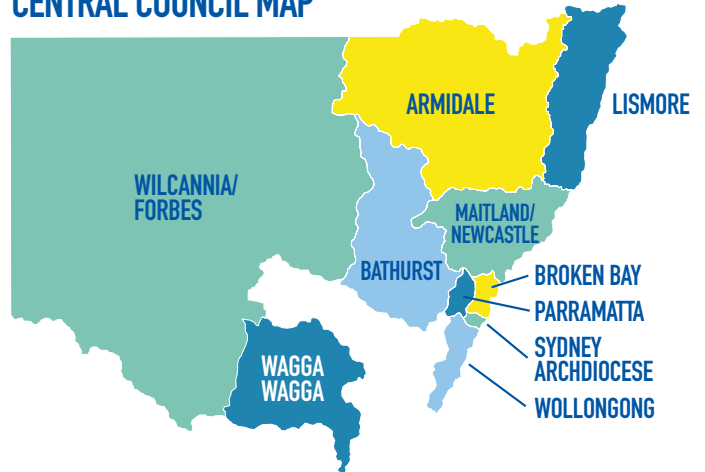 CENTRAL COUNCIL MAP
ARMIDALE
LISMORE
WILCANNIA/
FORBES
MAITLAND/
NEWCASTLE
BATHURST
BROKEN BAY
PARRAMATTA
SYDNEY
ARCHDIOCESE
WAGGA
WAGGA
WOLLONGONG